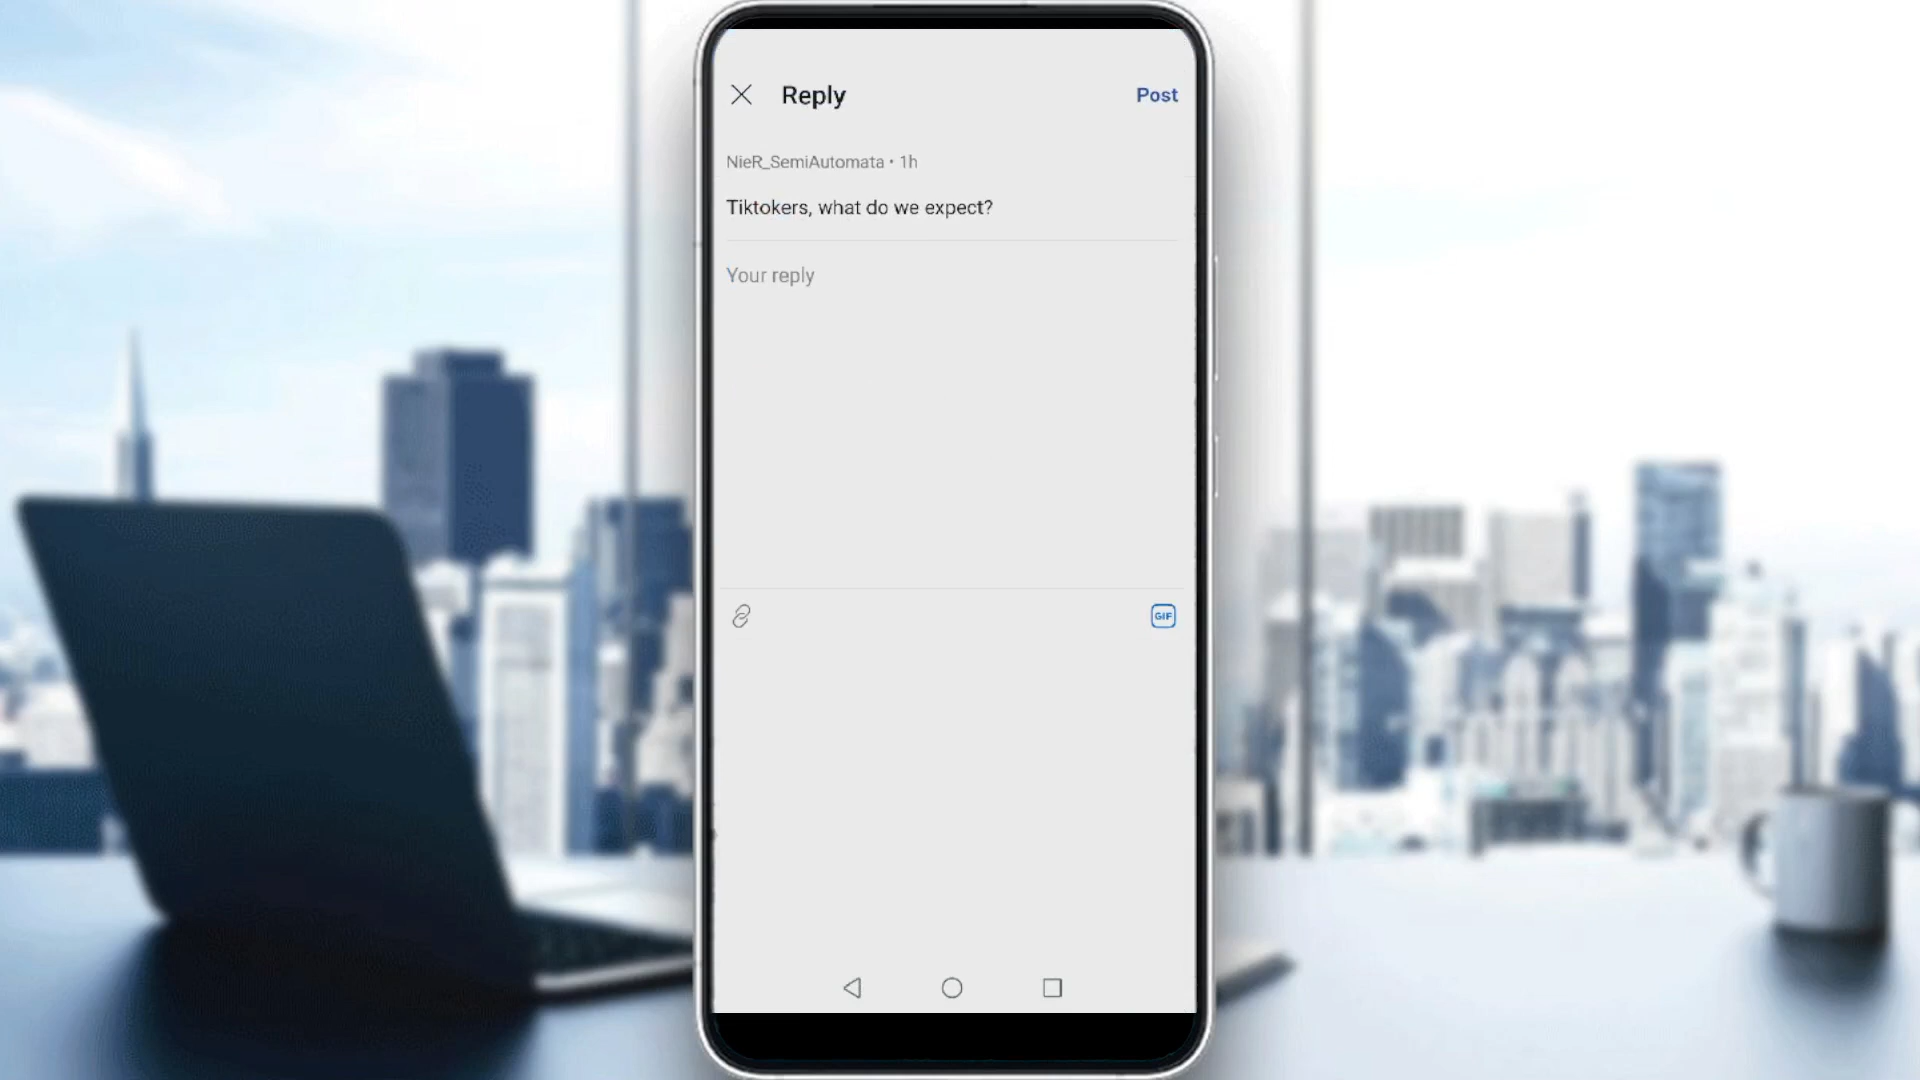 Reply
Post
NieR_SemiAutomata • 1h
Tiktokers, what do we expect?
Your reply
GIF